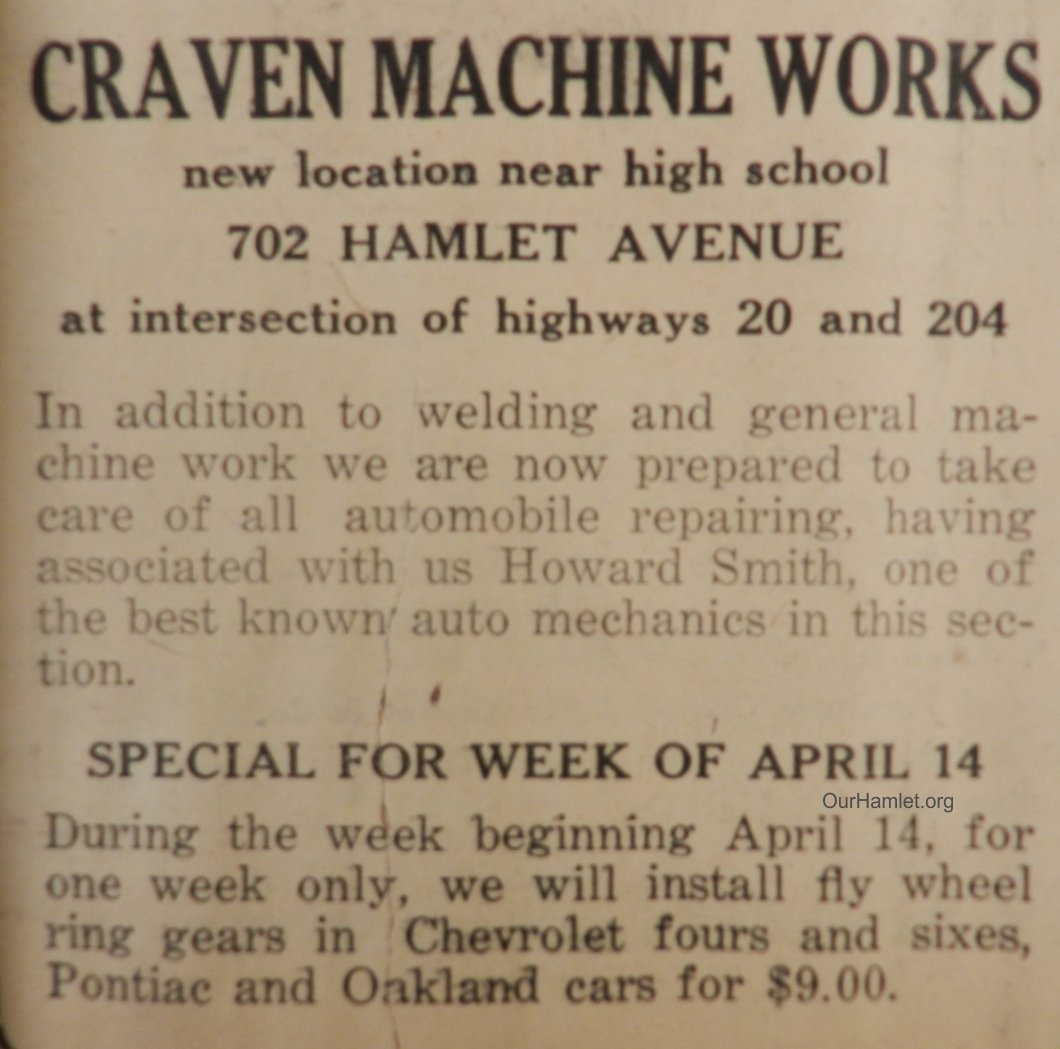 CRAVEN MACHINE WORKS
new location near high school
702 HAMLET AVENUE
at intersection of highways 20 and 204
In addition to welding and general ma-
chine work we are now prepared to take
care of all automobile repairing, having
associated with us Howard Smith, one of
the best known auto mechanics in this sec-
tion.
SPECIAL FOR WEEK OF APRIL 14
OurHamlet.org
During the week beginning April 14, for
one week only, we will install fly wheel
ring gears in Chevrolet fours and sixes,
Pontiac and Oakland cars for $9.00.